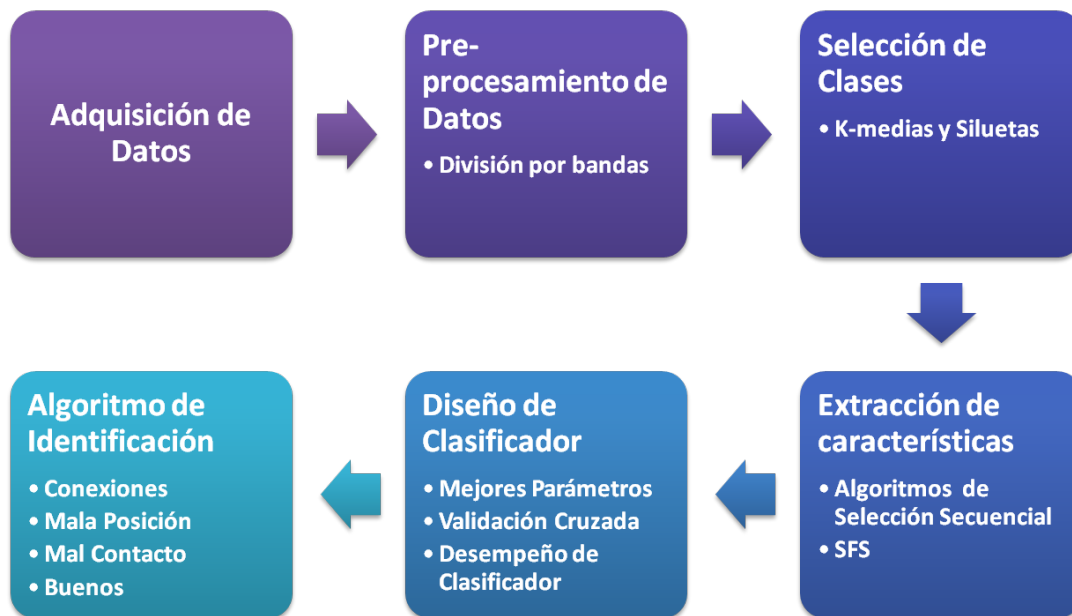 Adquisición de
Datos
Pre-
procesamiento de
Datos
• División por bandas
Selección de
Clases
• K-medias y Siluetas
Extracción de
características
• Algoritmos de
Selección Secuencial
• SFS
Diseño de
Clasificador
• Mejores Parámetros
• Validación Cruzada
• Desempeño de
Clasificador
Algoritmo de
Identificación
• Conexiones
• Mala Posición
• Mal Contacto
• Buenos